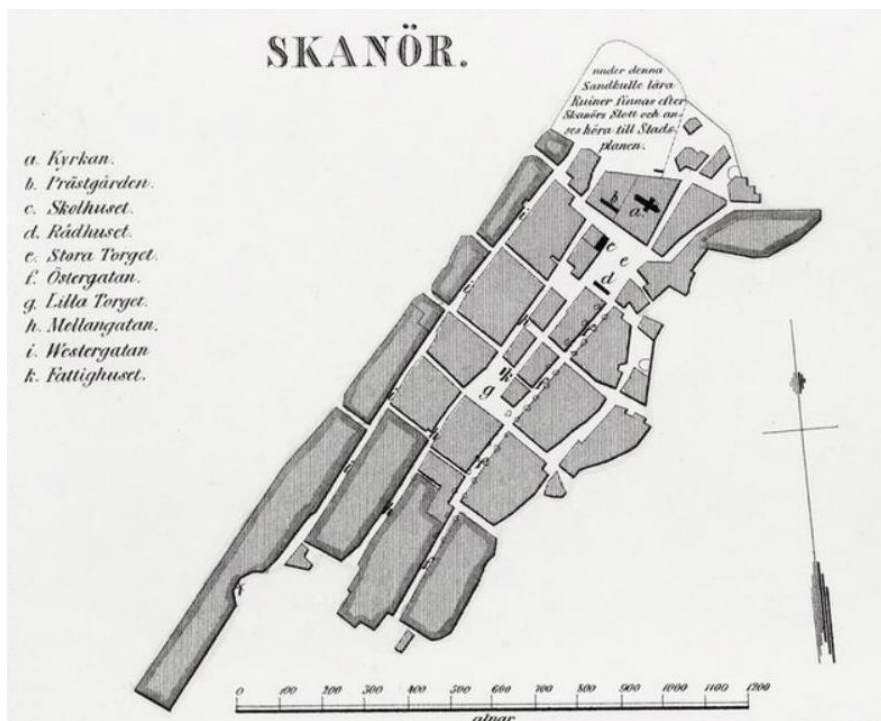 SKANÖR.
under denna
Sandkulle lära
Ruiner finnas efter
Skanörs Slott och an-
ses höra till Stads-
planen.
a. Kyrkan.
b. Prästgården.
c. Skolhuset.
d. Rådhuset.
e. Stora Torget.
f. Östergatan.
g. Lilla Torget.
h. Mellangatan.
i. Westergatan
k. Fattighuset.
b
a
c
e
d
k
g
0 100 200 300 400 500 600 700 800 900 1000 1100 1200
alnar